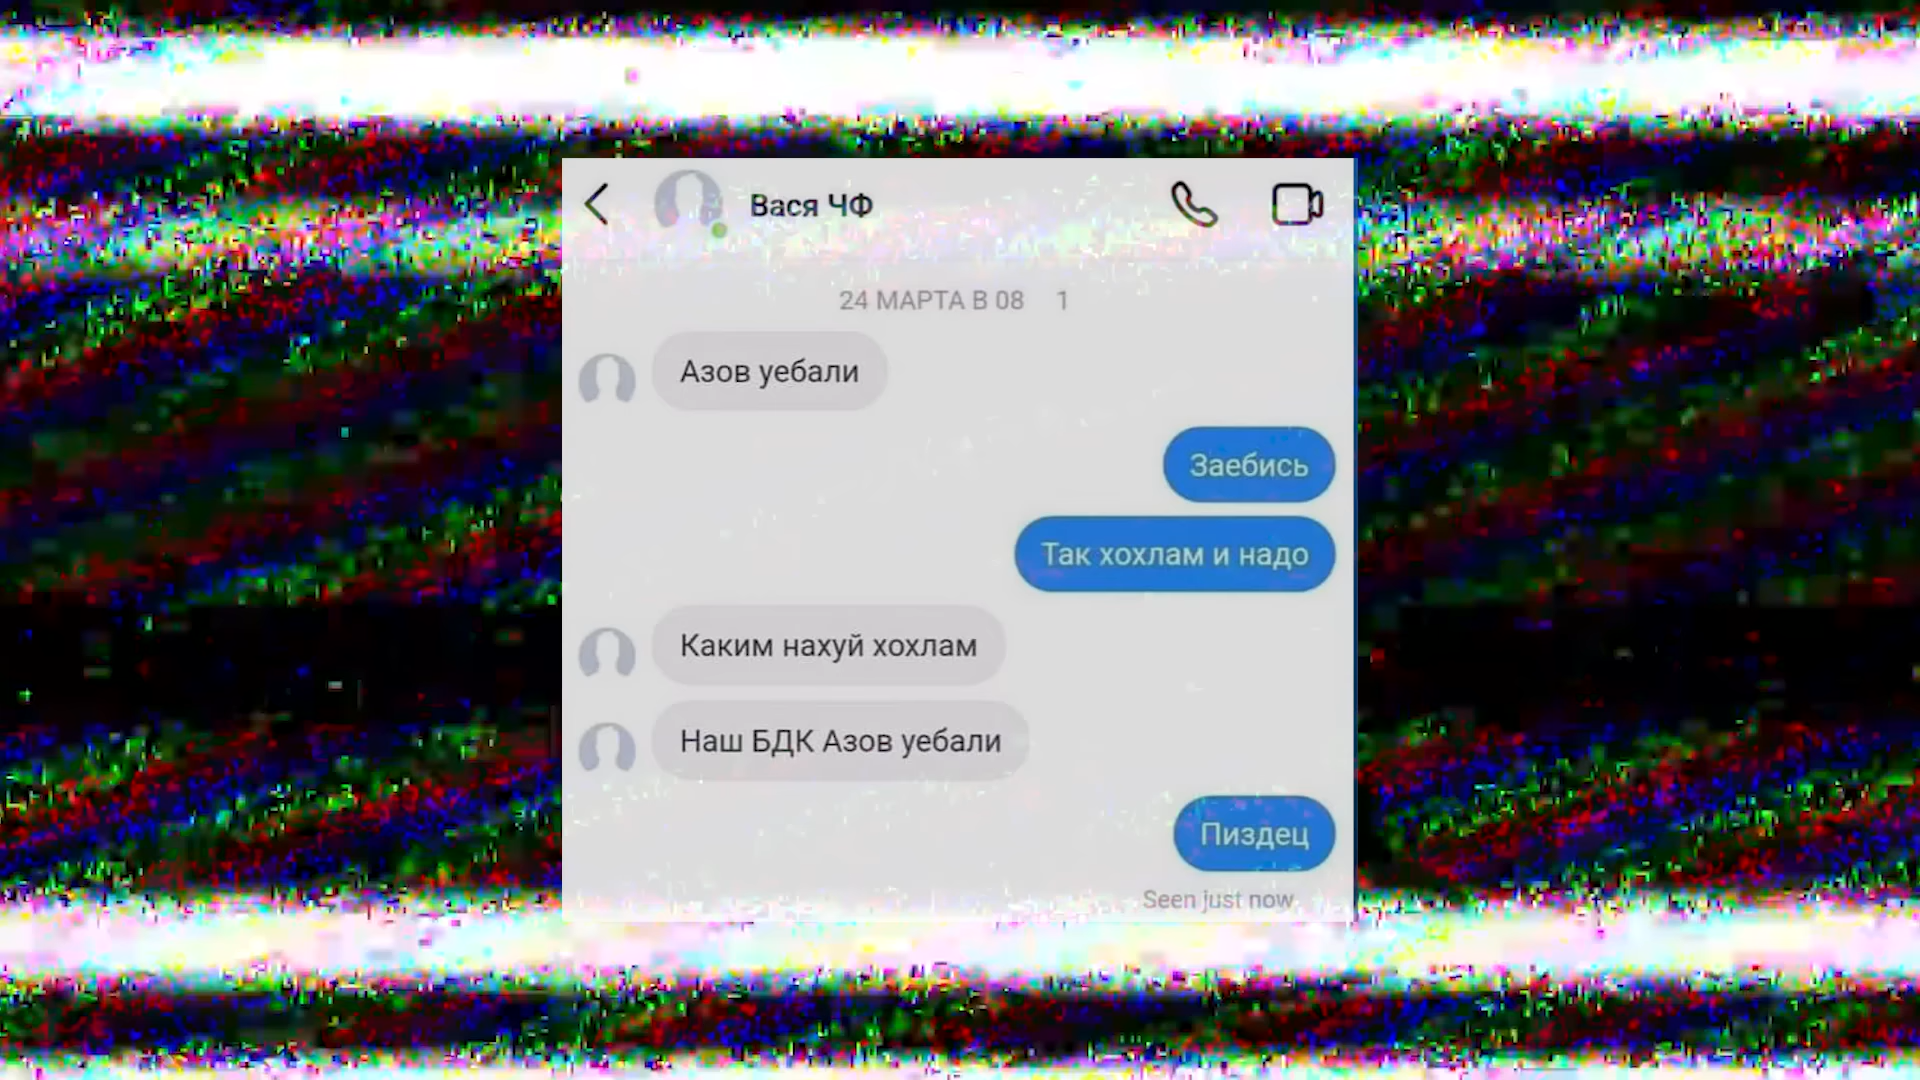 Вася ЧФ
24 МАРТА В 08 1
Азов уебали
Заебись
Так хохлам и надо
Каким нахуй хохлам
Наш БДК Азов уебали
Пиздец
Seen just now